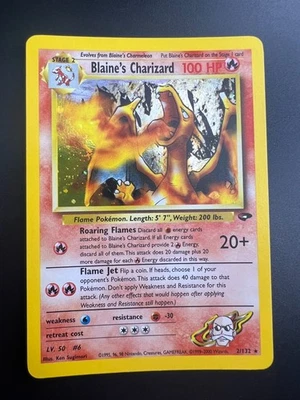 STAGE 2
Evolves from Blaine's Charmeleon
Put Blaine's Charizard on the Stage 1 card
Blaine's Charizard 100 HP
Flame Pokémon. Length: 5' 7", Weight: 200 lbs.
Roaring Flames Discard all energy cards
attached to Blaine's Charizard. If all Energy cards
attached to Blaine's Charizard provide 2 Energy,
discard all of them. This attack does 20 damage plus 20
more damage for each Energy discarded in this way.
20+
Flame Jet Flip a coin. If heads, choose 1 of your
opponent's Pokémon. This attack does 40 damage to that
Pokémon. Don't apply Weakness and Resistance for this
attack. (Any other effects that would happen after applying
Weakness and Resistance still happen.)
weakness
resistance -30
retreat cost
LV. 50 #6
Illus. Ken Sugimori
2/132